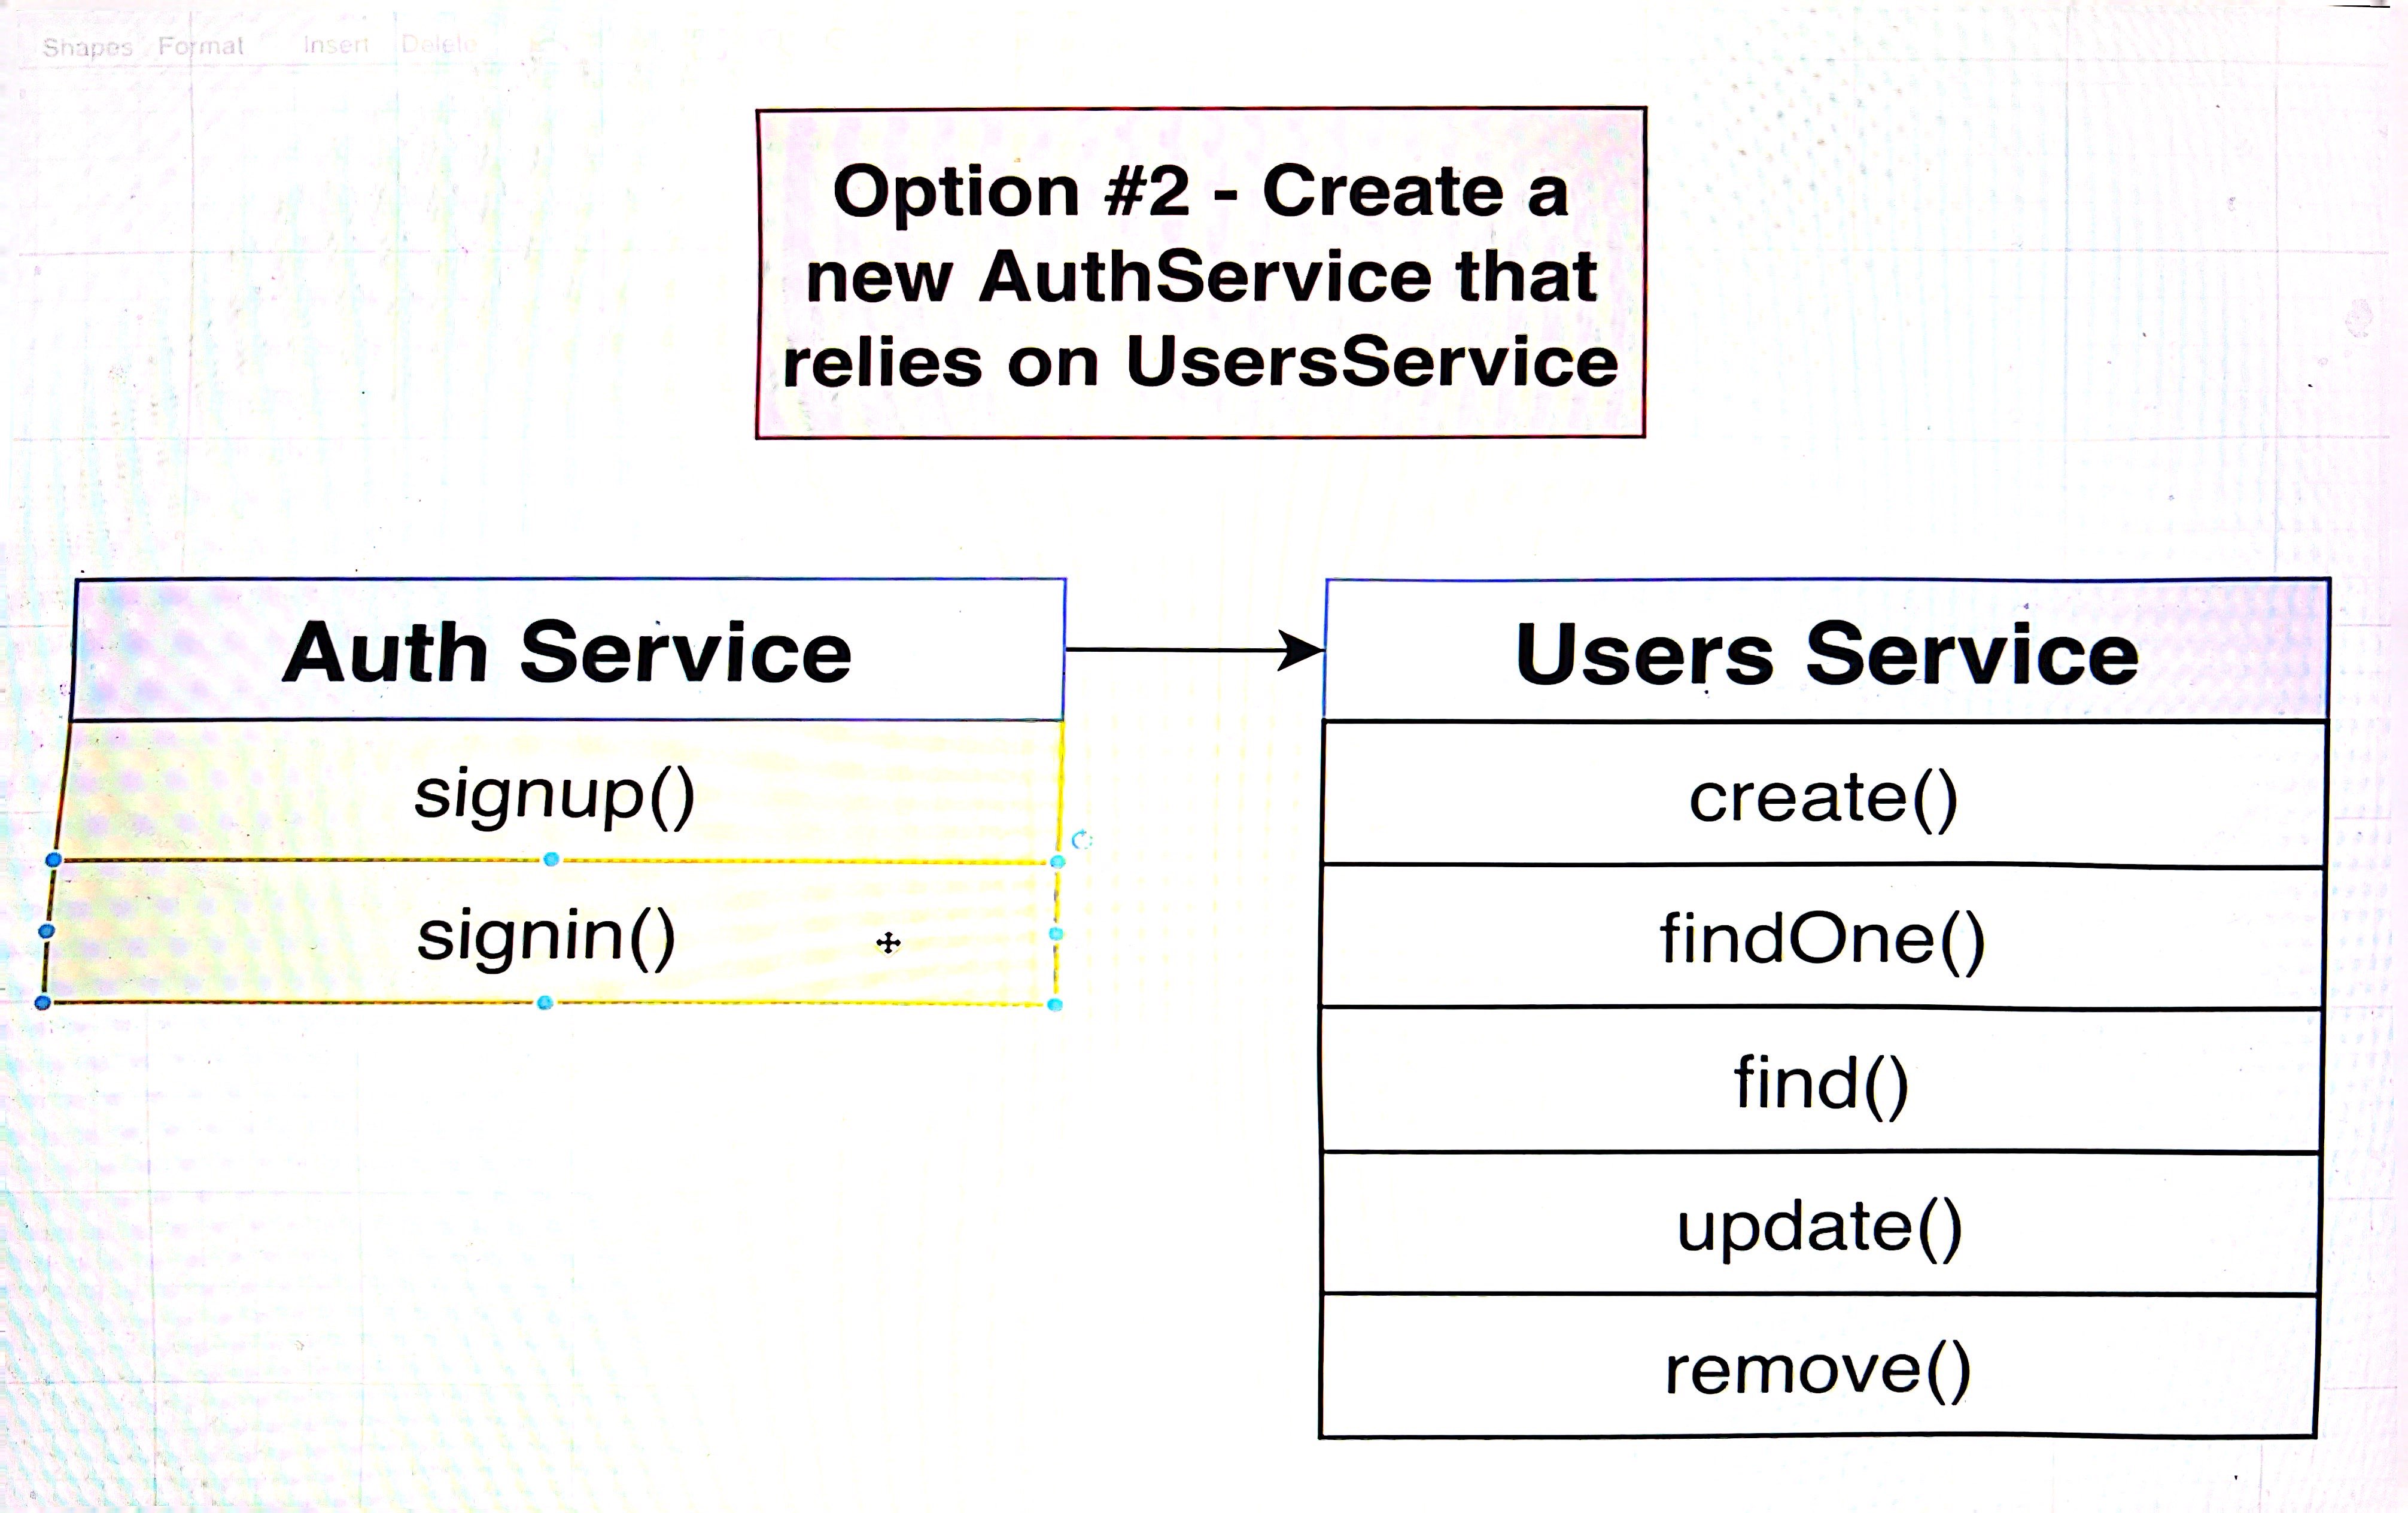 Shapes Format Insert Delete
Option #2 - Create a
new AuthService that
relies on UsersService
Auth Service
signup()
signin()
Users Service
create()
findOne()
find()
update()
remove()